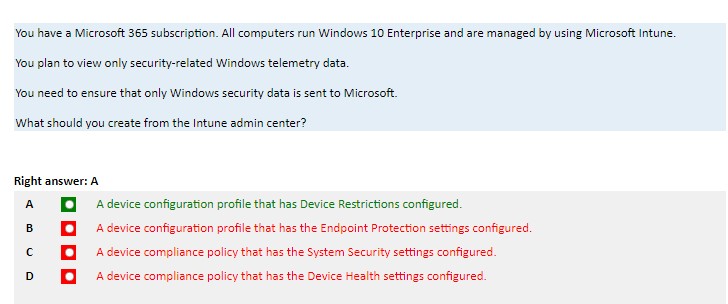 You have a Microsoft 365 subscription. All computers run Windows 10 Enterprise and are managed by using Microsoft Intune.
You plan to view only security-related Windows telemetry data.
You need to ensure that only Windows security data is sent to Microsoft.
What should you create from the Intune admin center?
Right answer: A
A A device configuration profile that has Device Restrictions configured.
B A device configuration profile that has the Endpoint Protection settings configured.
C A device compliance policy that has the System Security settings configured.
D A device compliance policy that has the Device Health settings configured.